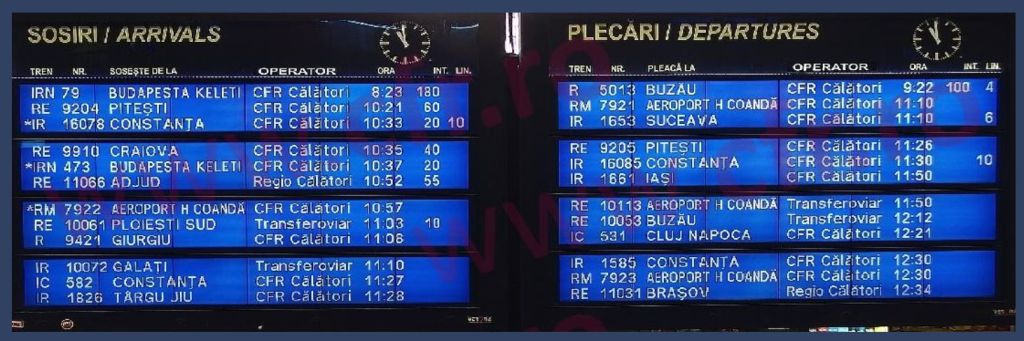 SOSIRI / ARRIVALS
TREN NR. SOSEȘTE DE LA OPERATOR ORA INT. LIN.
IRN 79 BUDAPESTA KELETI CFR Călători 8:23 180
RE 9204 PITEȘTI CFR Călători 10:21 60
*IR 16078 CONSTANȚA CFR Călători 10:33 20 10
RE 9910 CRAIOVA CFR Călători 10:35 40
*IRN 473 BUDAPESTA KELETI CFR Călători 10:37 20
RE 11066 ADJUD Regio Călători 10:52 55
*RM 7922 AEROPORT H COANDĂ CFR Călători 10:57
RE 10061 PLOIEȘTI SUD Transferoviar 11:03 10
R 9421 GIURGIU CFR Călători 11:08
IR 10072 GALAȚI Transferoviar 11:10
IC 582 CONSTANȚA CFR Călători 11:27
IR 1826 TÂRGU JIU CFR Călători 11:28
PLECĂRI / DEPARTURES
TREN NR. PLEACĂ LA OPERATOR ORA INT. LIN.
R 5013 BUZĂU CFR Călători 9:22 100 4
RM 7921 AEROPORT H COANDĂ CFR Călători 11:10
IR 1653 SUCEAVA CFR Călători 11:10 6
RE 9205 PITEȘTI CFR Călători 11:26
IR 16085 CONSTANȚA CFR Călători 11:30 10
IR 1661 IAȘI CFR Călători 11:50
RE 10113 AEROPORT H COANDĂ Transferoviar 11:50
RE 10053 BUZĂU Transferoviar 12:12
IC 531 CLUJ NAPOCA CFR Călători 12:21
IR 1585 CONSTANȚA CFR Călători 12:30
RM 7923 AEROPORT H COANDĂ CFR Călători 12:30
RE 11031 BRAȘOV Regio Călători 12:34